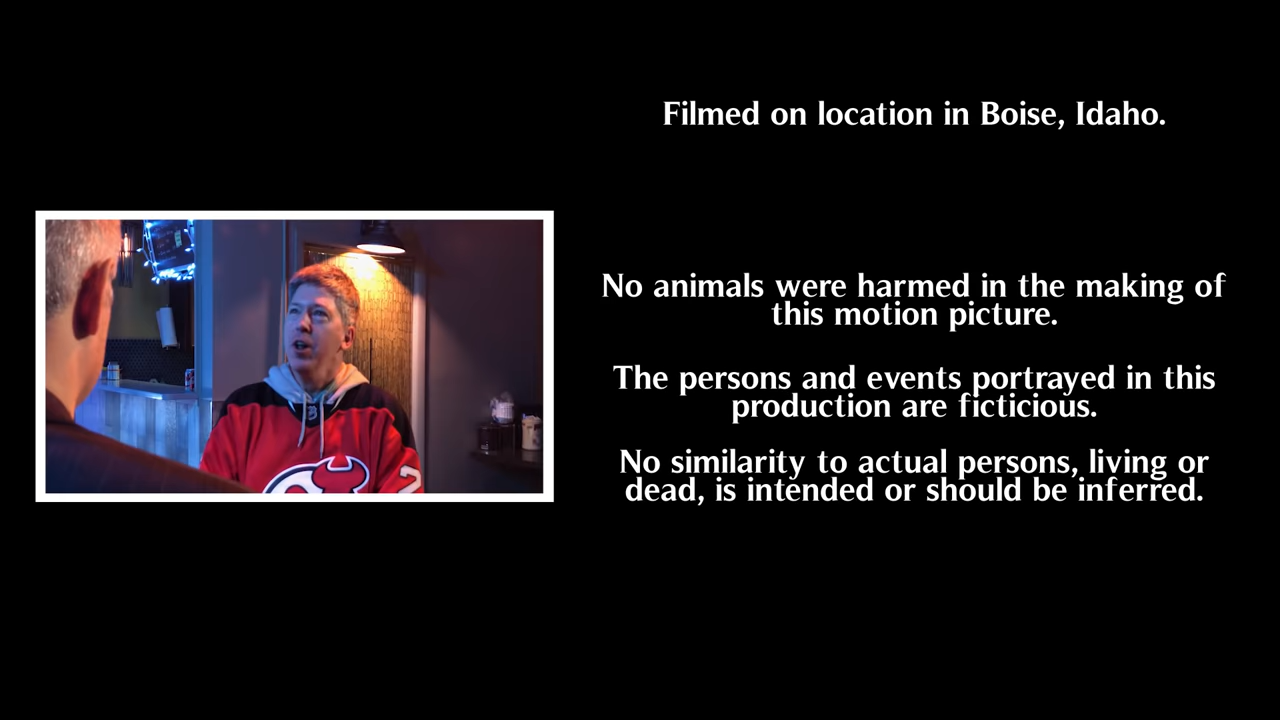 Filmed on location in Boise, Idaho.
No animals were harmed in the making of
this motion picture.
The persons and events portrayed in this
production are ficticious.
No similarity to actual persons, living or
dead, is intended or should be inferred.